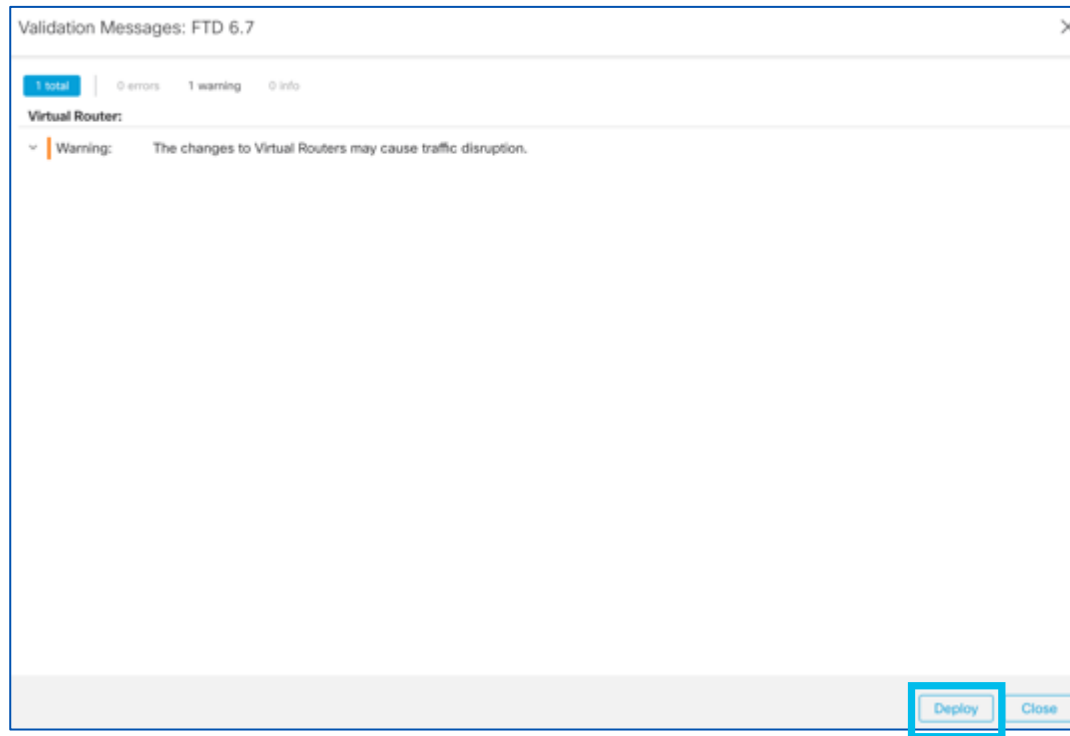 Validation Messages: FTD 6.7
1 total 0 errors 1 warning 0 info
Virtual Router:
Warning: The changes to Virtual Routers may cause traffic disruption.
Deploy Close